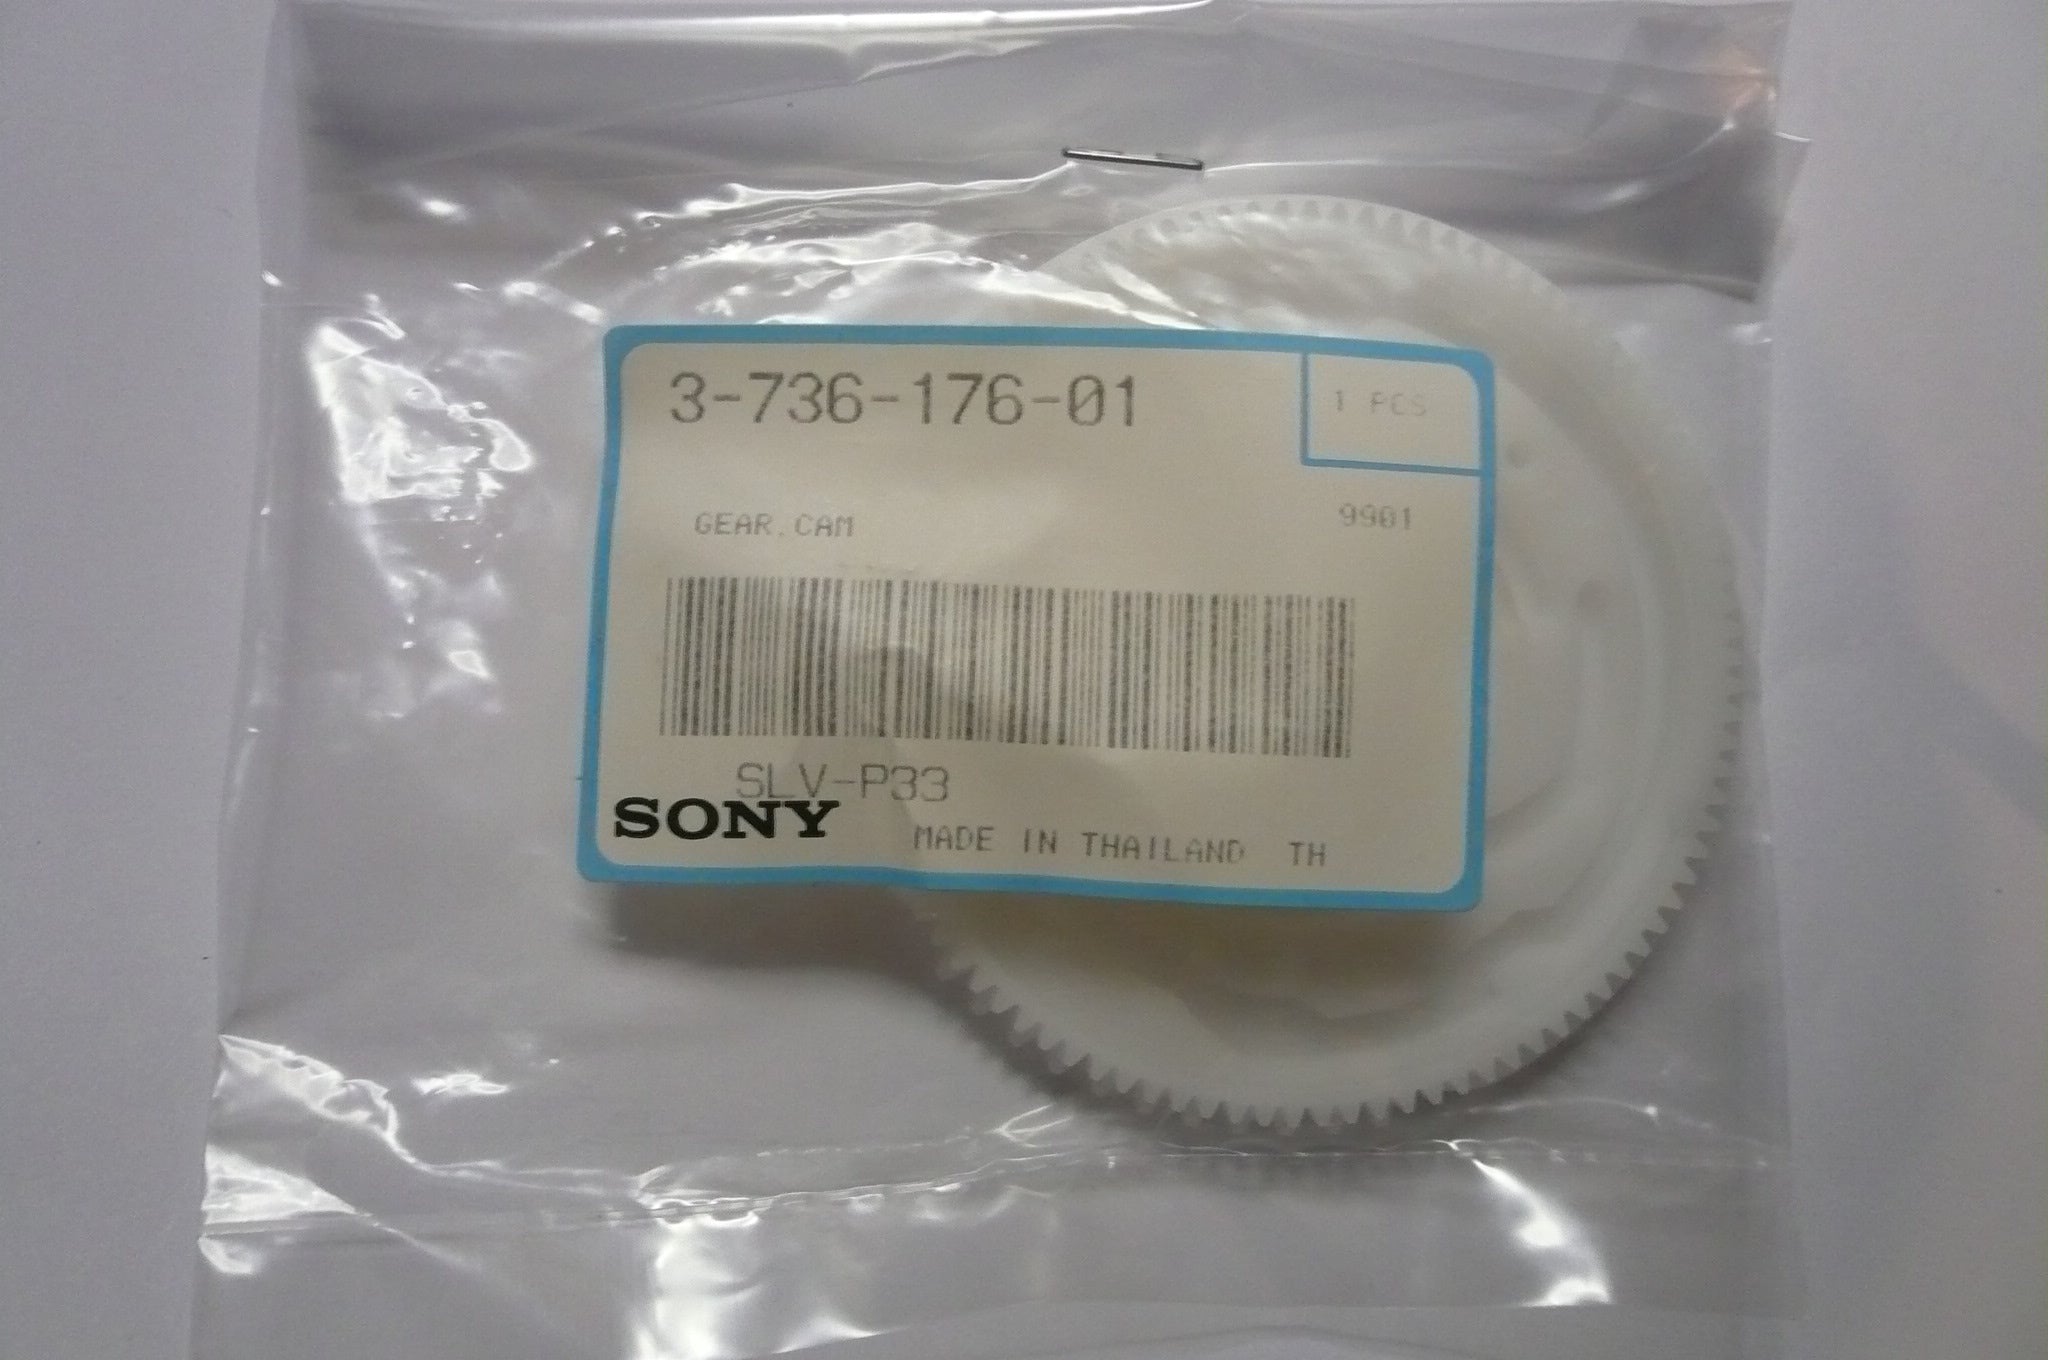 3-736-176-01
1 PCS
GEAR,CAM
9901
SLV-P33
SONY
MADE IN THAILAND TH